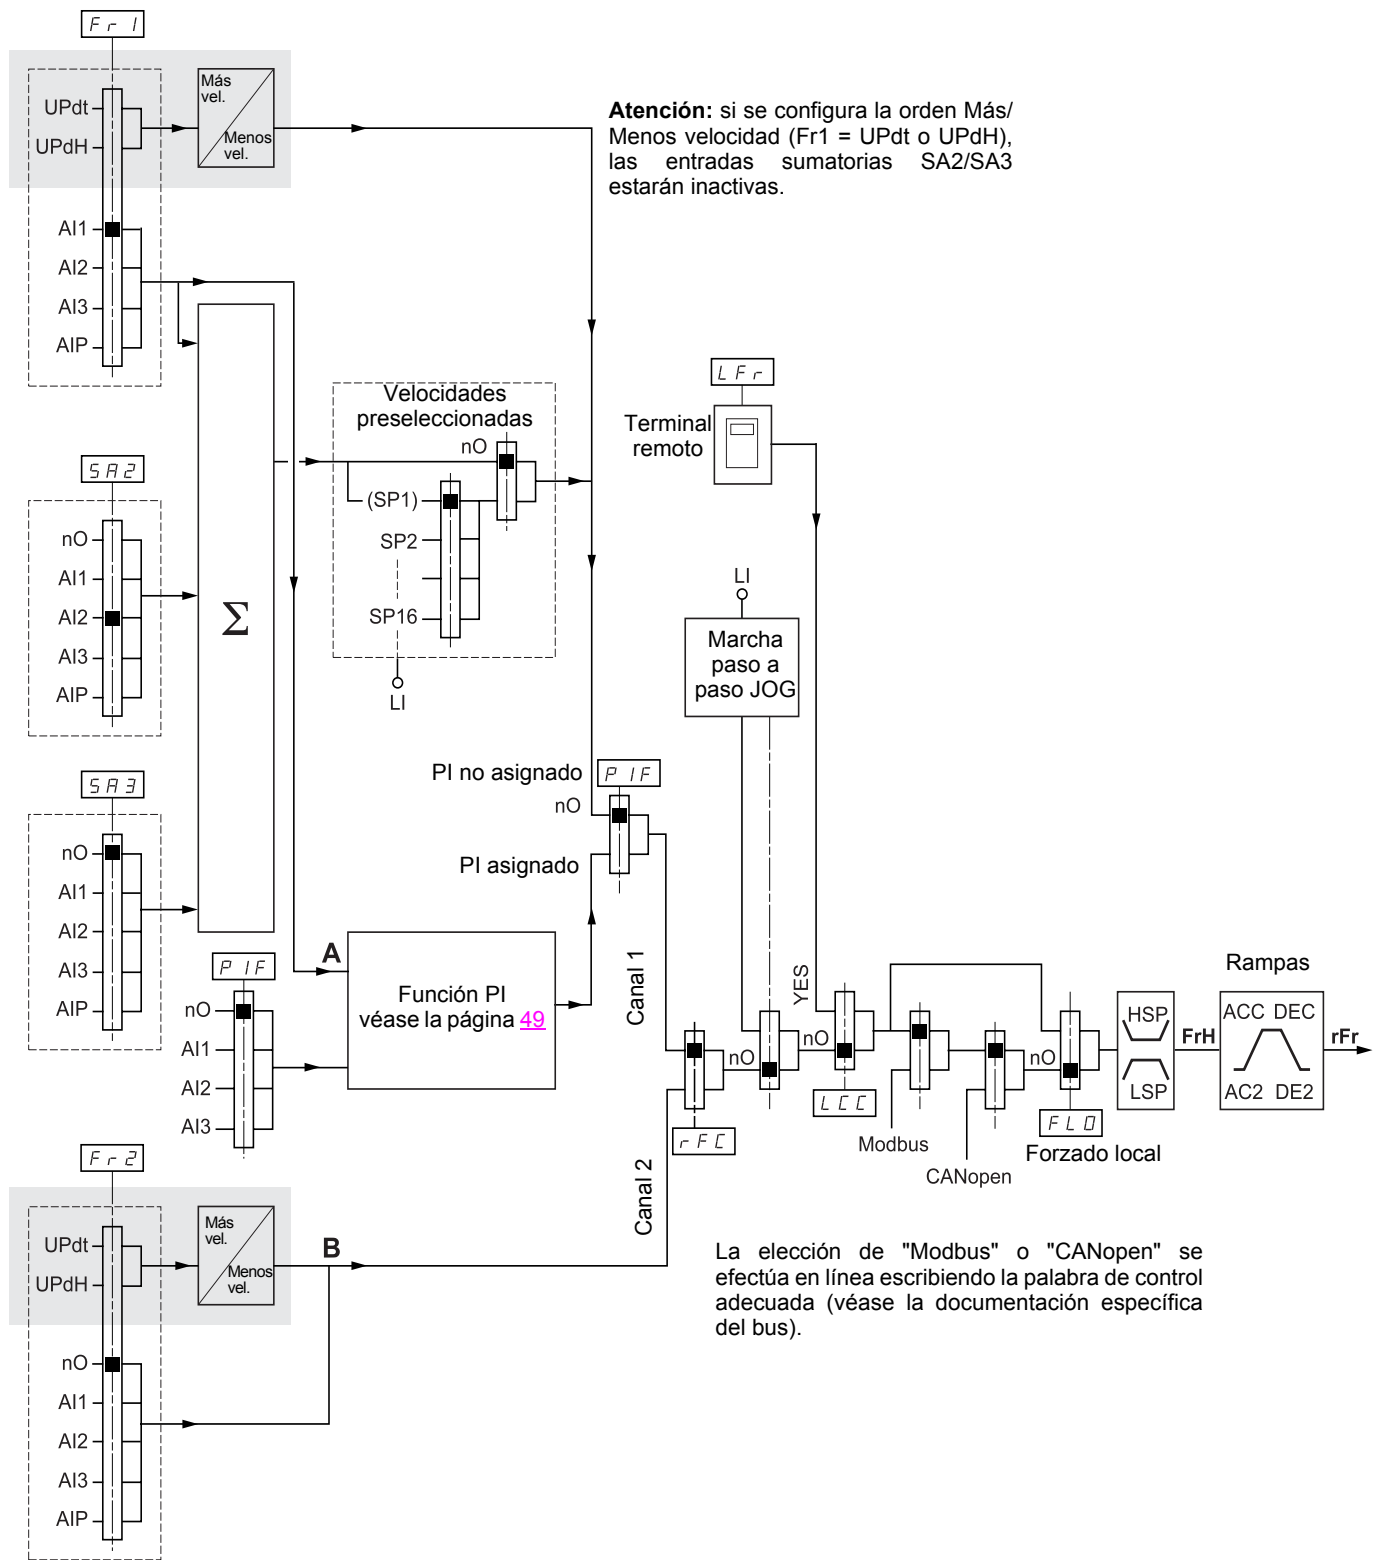 Fr1
UPdt
UPdH
Más
vel.
Menos
vel.
Atención: si se configura la orden Más/
Menos velocidad (Fr1 = UPdt o UPdH),
las entradas sumatorias SA2/SA3
estarán inactivas.
AI1
AI2
AI3
AIP
SA2
nO
AI1
AI2
AI3
AIP
SA3
nO
AI1
AI2
AI3
AIP
Σ
Velocidades
preseleccionadas
nO
(SP1)
SP2
SP16
LI
LFr
Terminal
remoto
LI
Marcha
paso a
paso JOG
PI no asignado
PIF
nO
PI asignado
A
PIF
nO
AI1
AI2
AI3
Función PI
véase la página 49
Canal 1
Canal 2
rFC
nO
nO
YES
LCC
Modbus
CANopen
nO
FLO
Forzado local
HSP
LSP
FrH
Rampas
ACC DEC
AC2 DE2
rFr
Fr2
UPdt
UPdH
Más
vel.
Menos
vel.
B
nO
AI1
AI2
AI3
AIP
La elección de "Modbus" o "CANopen" se
efectúa en línea escribiendo la palabra de control
adecuada (véase la documentación específica
del bus).